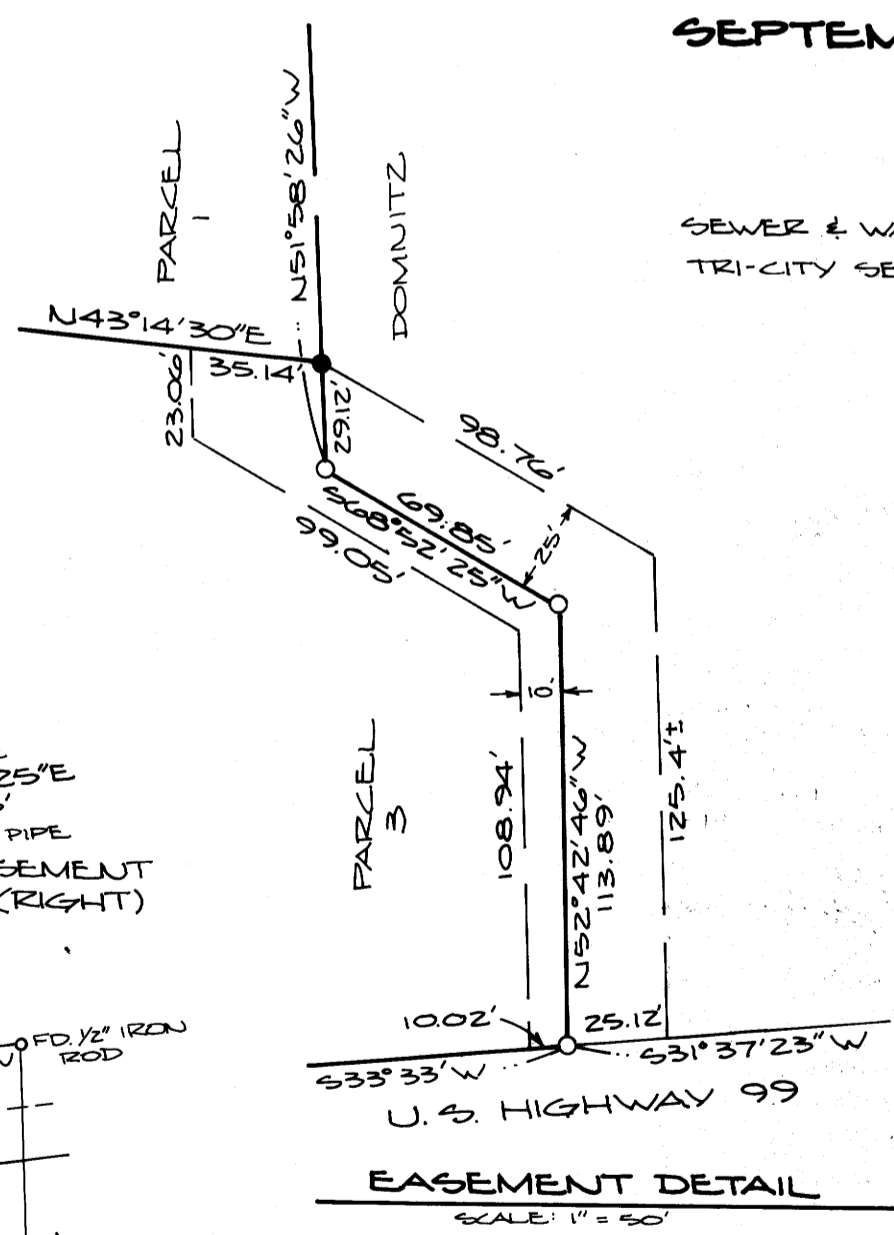 SEPTEM
SEWER & WA
TRI-CITY SE
PARCEL
1
N51°58'26"W
DOMNITZ
N43°14'30"E
35.14'
23.06'
29.12'
98.76'
69.85'
S68°52'25"W
99.05'
25'
10'
PARCEL
3
108.94'
N52°42'46"W
113.89'
125.4'±
25"E
PIPE
SEMENT
(RIGHT)
FD. 1/2" IRON
ROD
10.02'
25.12'
S33°33'W
S31°37'23"W
U.S. HIGHWAY 99
EASEMENT DETAIL
SCALE: 1" = 50'